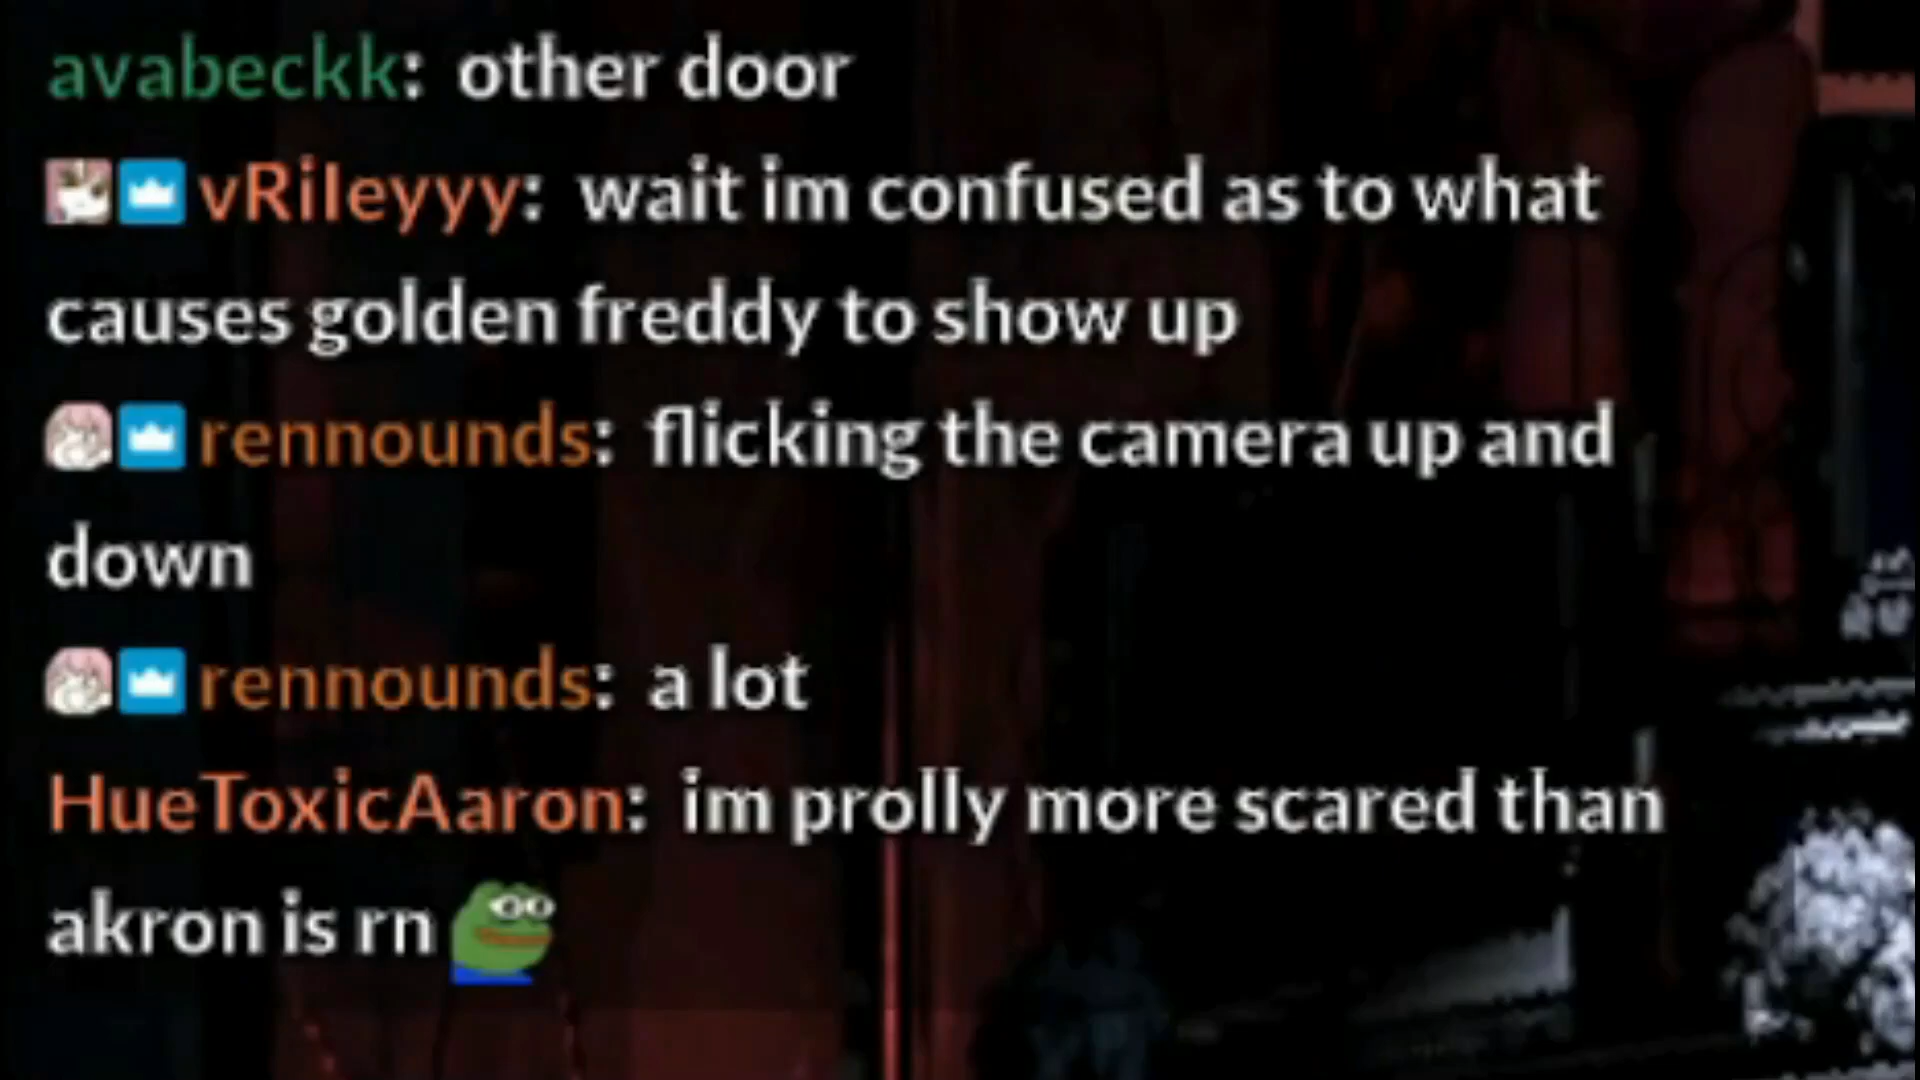 avabeckk: other door
vRileyyy: wait im confused as to what
causes golden freddy to show up
rennounds: flicking the camera up and
down
rennounds: a lot
HueToxicAaron: im prolly more scared than
akron is rn